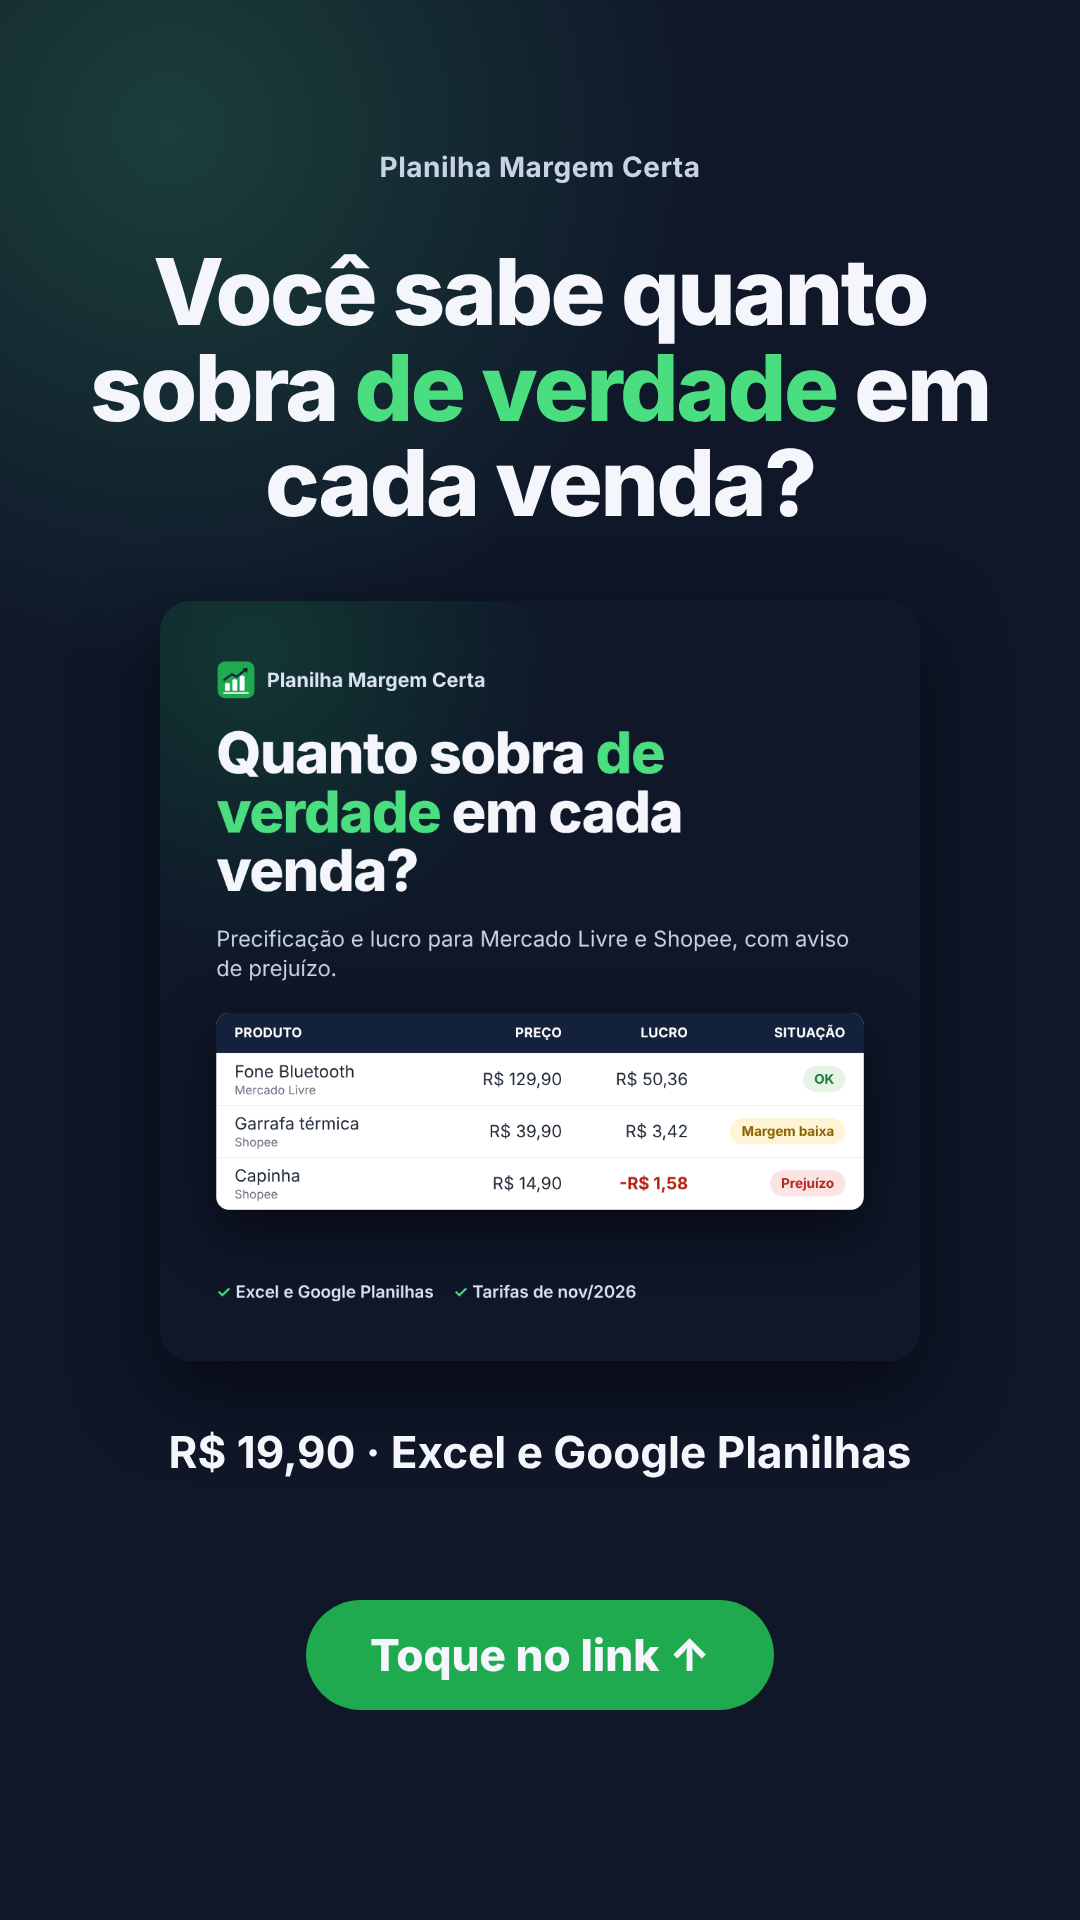 Planilha Margem Certa
Você sabe quanto
sobra de verdade em
cada venda?
Planilha Margem Certa
Quanto sobra de
verdade em cada
venda?
Precificação e lucro para Mercado Livre e Shopee, com aviso
de prejuízo.
PRODUTO PREÇO LUCRO SITUAÇÃO
Fone Bluetooth R$ 129,90 R$ 50,36 OK
Mercado Livre
Garrafa térmica R$ 39,90 R$ 3,42 Margem baixa
Shopee
Capinha R$ 14,90 -R$ 1,58 Prejuízo
Shopee
✓ Excel e Google Planilhas ✓ Tarifas de nov/2026
R$ 19,90 · Excel e Google Planilhas
Toque no link ↑